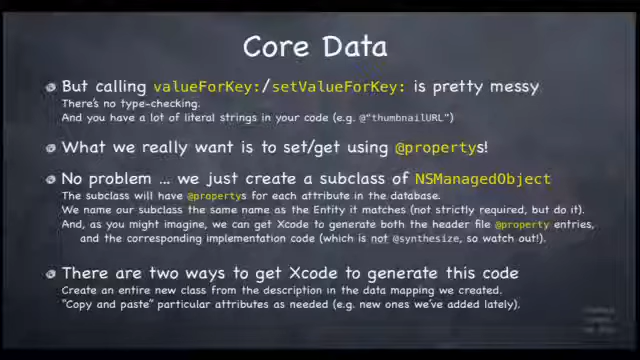 Core Data
But calling valueForKey:/setValueForKey: is pretty messy
There's no type-checking.
And you have a lot of literal strings in your code (e.g. @"thumbnailURL")
What we really want is to set/get using @propertys!
No problem ... we just create a subclass of NSManagedObject
The subclass will have @propertys for each attribute in the database.
We name our subclass the same name as the Entity it matches (not strictly required, but do it).
And, as you might imagine, we can get Xcode to generate both the header file @property entries,
and the corresponding implementation code (which is not @synthesize, so watch out!).
There are two ways to get Xcode to generate this code
Create an entire new class from the description in the data mapping we created.
"Copy and paste" particular attributes as needed (e.g. new ones we've added lately).